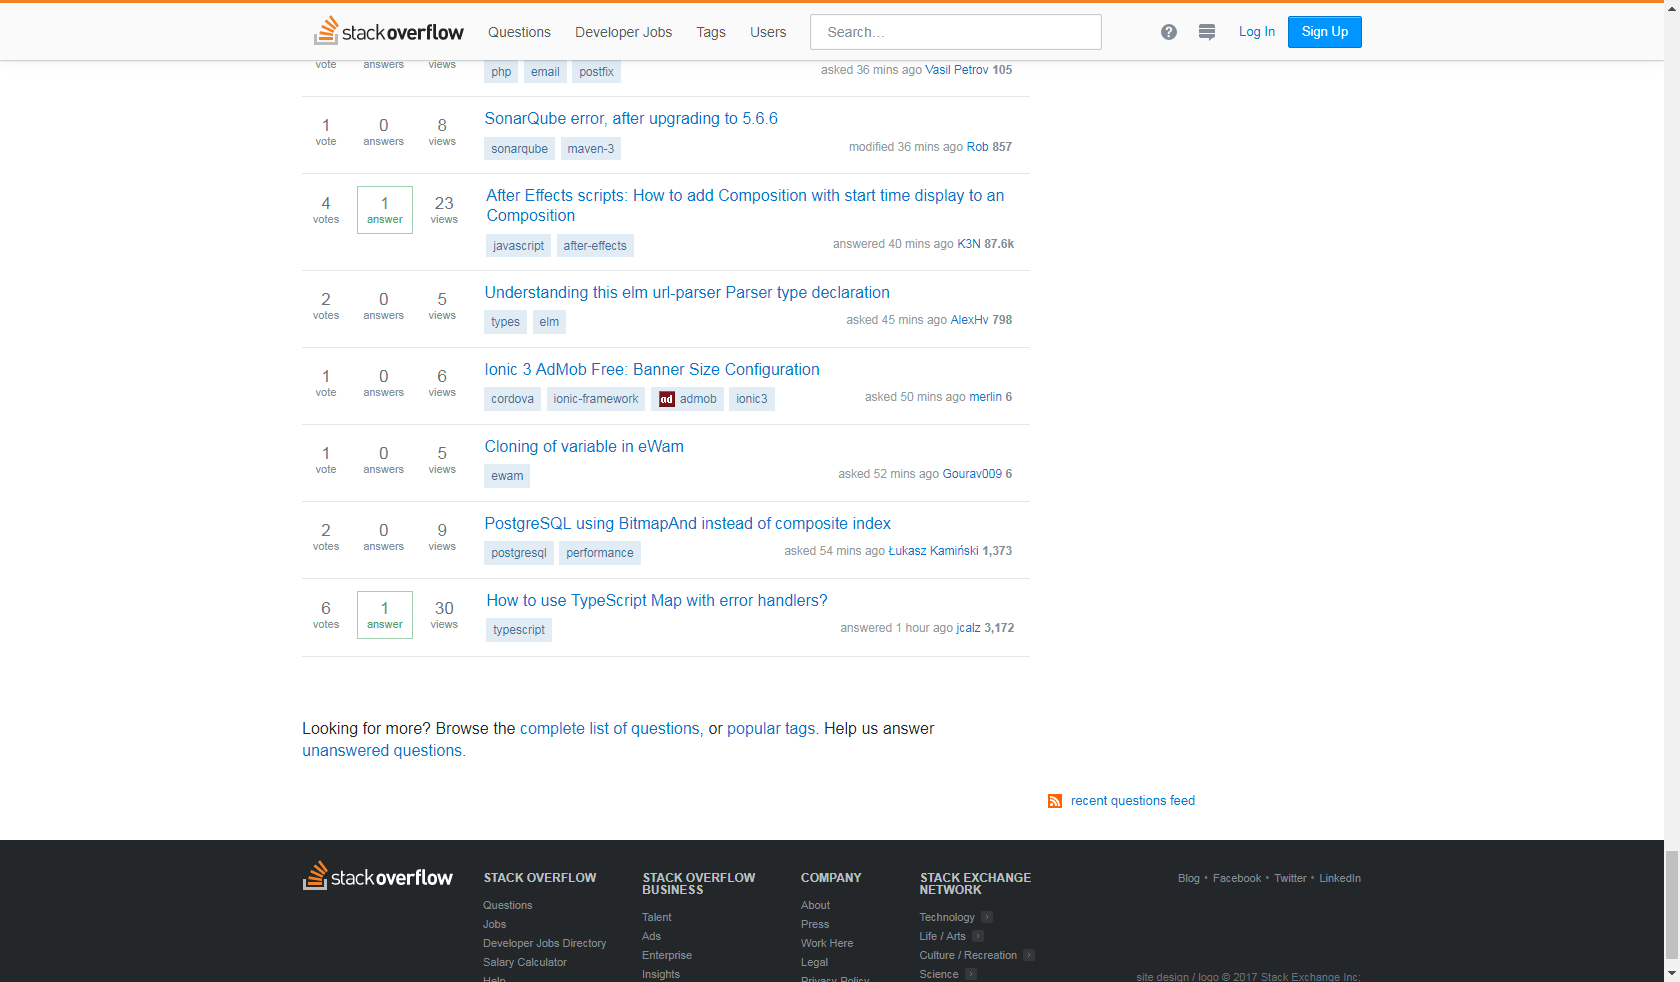 stackoverflow Questions Developer Jobs Tags Users Search... ? Log In Sign Up
vote answers views php email postfix asked 36 mins ago Vasil Petrov 105
SonarQube error, after upgrading to 5.6.6
1 0 8
vote answers views sonarqube maven-3 modified 36 mins ago Rob 857
After Effects scripts: How to add Composition with start time display to an
Composition
4 1 23
votes answer views
javascript after-effects answered 40 mins ago K3N 87.6k
Understanding this elm url-parser Parser type declaration
2 0 5
votes answers views types elm asked 45 mins ago AlexHv 798
Ionic 3 AdMob Free: Banner Size Configuration
1 0 6
vote answers views cordova ionic-framework ad admob ionic3 asked 50 mins ago merlin 6
Cloning of variable in eWam
1 0 5
vote answers views ewam asked 52 mins ago Gourav009 6
PostgreSQL using BitmapAnd instead of composite index
2 0 9
votes answers views postgresql performance asked 54 mins ago Łukasz Kamiński 1,373
How to use TypeScript Map with error handlers?
6 1 30
votes answer views typescript answered 1 hour ago jcalz 3,172
Looking for more? Browse the complete list of questions, or popular tags. Help us answer
unanswered questions.
recent questions feed
stackoverflow
STACK OVERFLOW
Questions
Jobs
Developer Jobs Directory
Salary Calculator
Help
STACK OVERFLOW
BUSINESS
Talent
Ads
Enterprise
Insights
COMPANY
About
Press
Work Here
Legal
Privacy Policy
STACK EXCHANGE
NETWORK
Technology
Life / Arts
Culture / Recreation
Science
Blog • Facebook • Twitter • LinkedIn
site design / logo © 2017 Stack Exchange Inc;